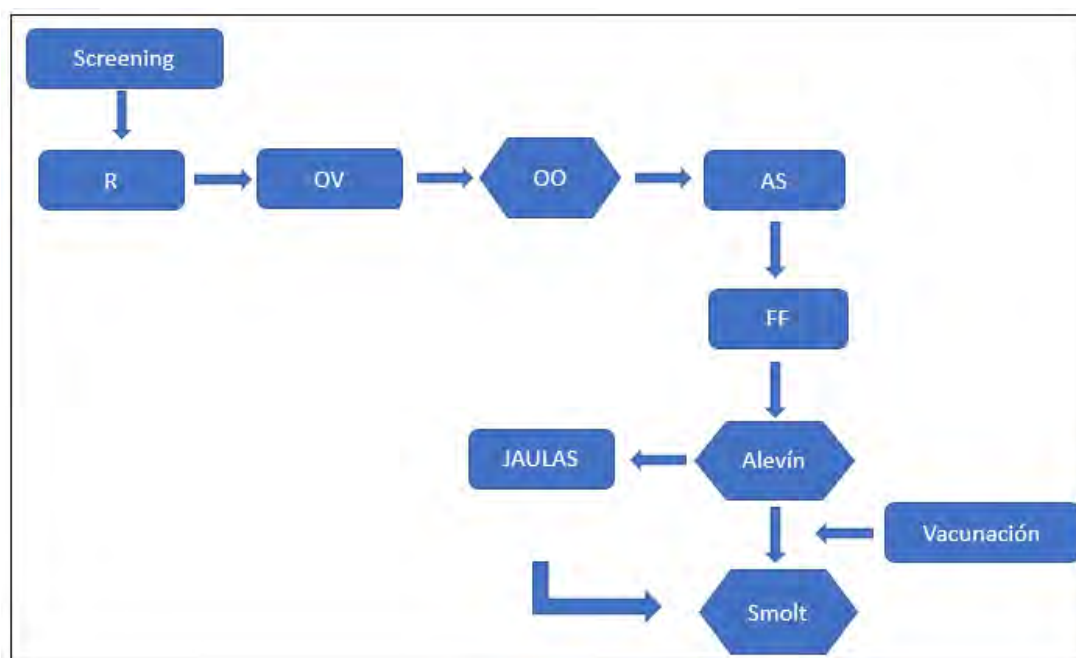 Screening
R
OV
OO
AS
FF
JAULAS
Alevín
Vacunación
Smolt